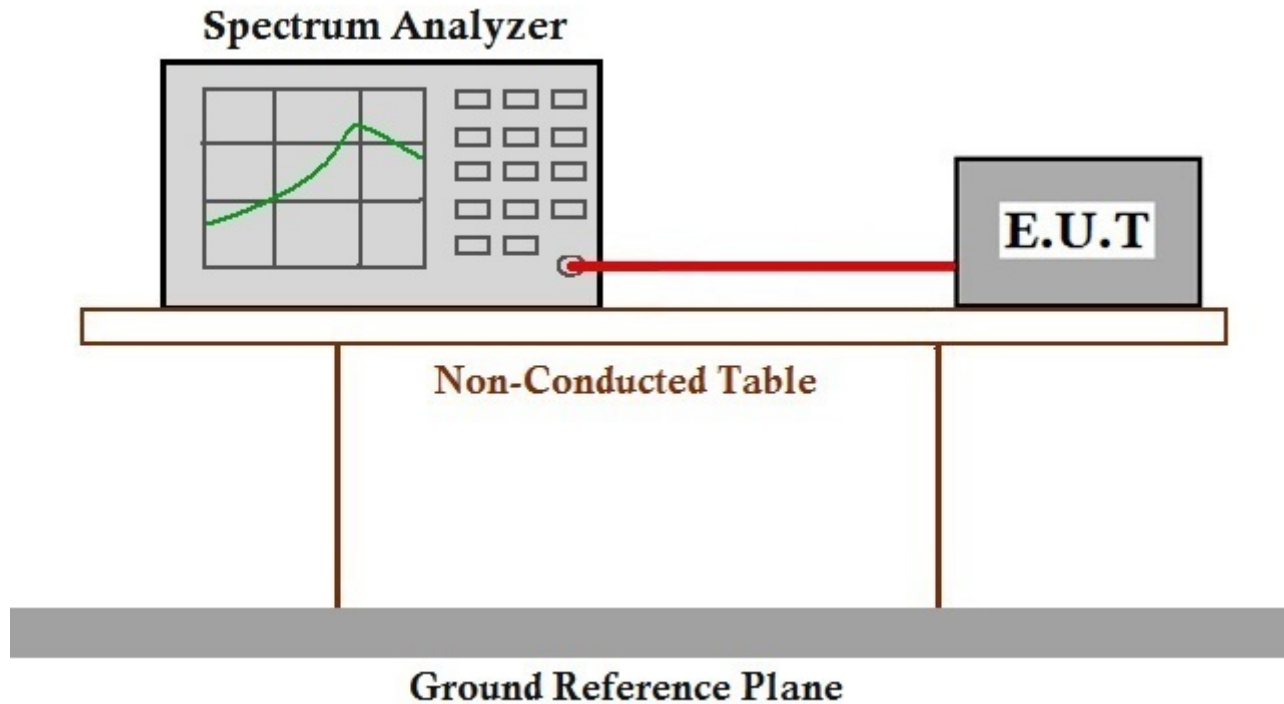 Spectrum Analyzer
E.U.T
Non-Conducted Table
Ground Reference Plane